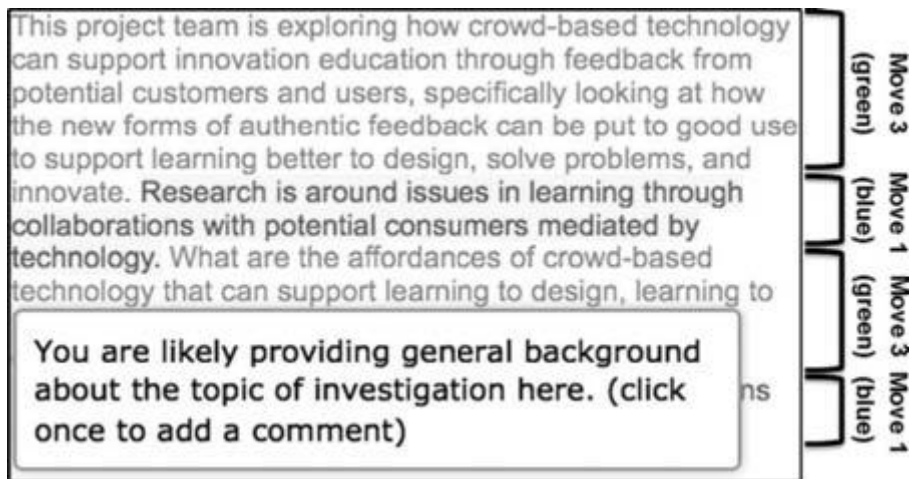 This project team is exploring how crowd-based technology
can support innovation education through feedback from
potential customers and users, specifically looking at how
the new forms of authentic feedback can be put to good use
to support learning better to design, solve problems, and
innovate. Research is around issues in learning through
collaborations with potential consumers mediated by
technology. What are the affordances of crowd-based
technology that can support learning to design, learning to
You are likely providing general background
about the topic of investigation here. (click
once to add a comment)
ns
Move 3
(green)
Move 1
(blue)
Move 3
(green)
Move 1
(blue)